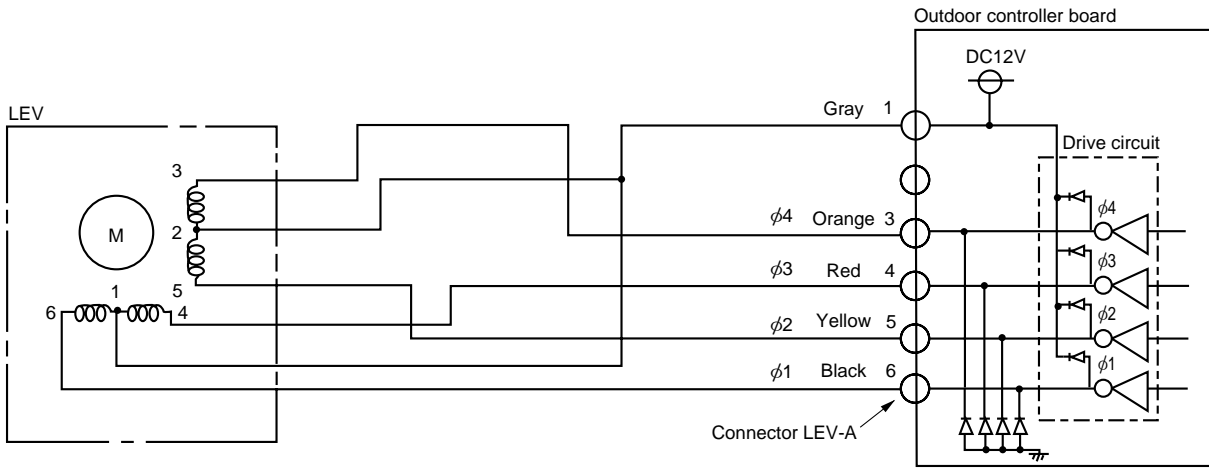 Outdoor controller board
DC12V
LEV
Gray 1
Drive circuit
3
M
2
ϕ4 Orange 3
ϕ4
ϕ3 Red 4
ϕ3
5
6 1 4
ϕ2 Yellow 5
ϕ2
ϕ1 Black 6
ϕ1
Connector LEV-A